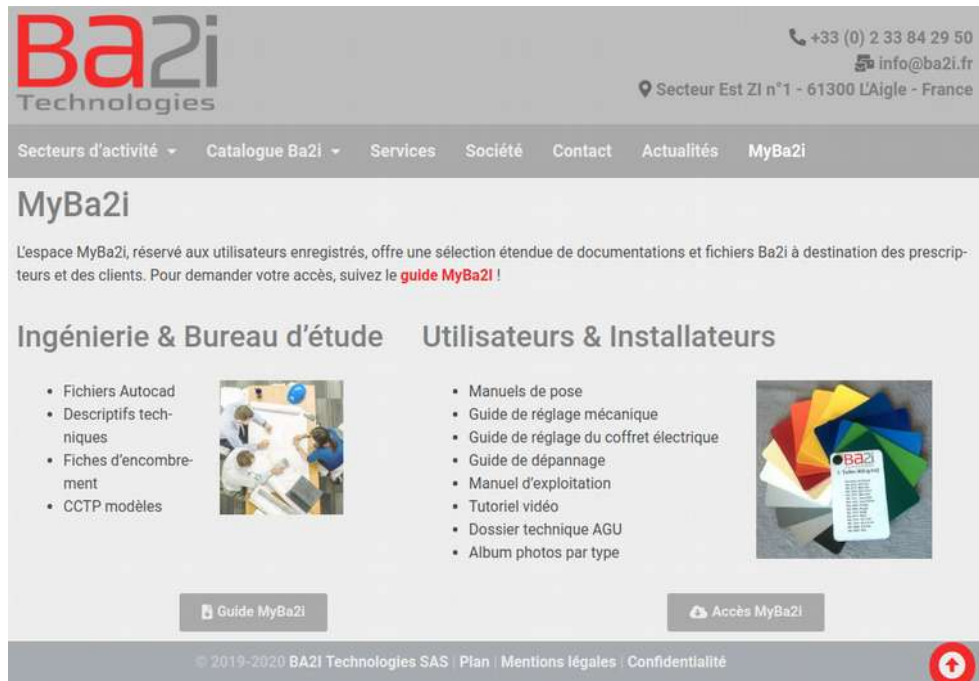 Ba2i
Technologies
+33 (0) 2 33 84 29 50
info@ba2i.fr
Secteur Est ZI n°1 - 61300 L'Aigle - France
Secteurs d'activité Catalogue Ba2i Services Société Contact Actualités MyBa2i
MyBa2i
L'espace MyBa2i, réservé aux utilisateurs enregistrés, offre une sélection étendue de documentations et fichiers Ba2i à destination des prescrip-
teurs et des clients. Pour demander votre accès, suivez le guide MyBa2I !
Ingénierie & Bureau d'étude
• Fichiers Autocad
• Descriptifs tech-
niques
• Fiches d'encombre-
ment
• CCTP modèles
Utilisateurs & Installateurs
• Manuels de pose
• Guide de réglage mécanique
• Guide de réglage du coffret électrique
• Guide de dépannage
• Manuel d'exploitation
• Tutoriel vidéo
• Dossier technique AGU
• Album photos par type
Ba2i
Guide MyBa2i
Accès MyBa2i
© 2019-2020 BA2I Technologies SAS | Plan | Mentions légales | Confidentialité